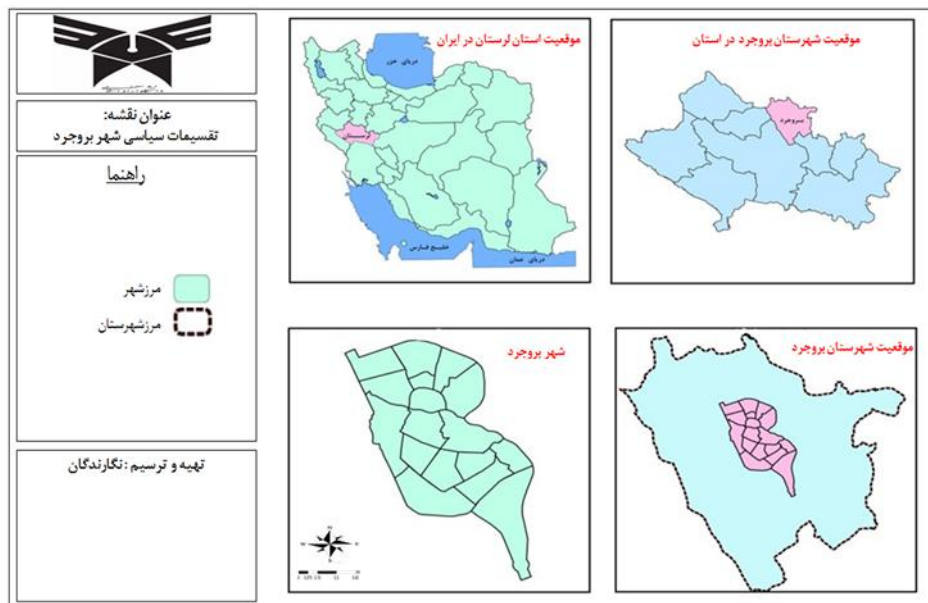 عنوان نقشه:
تقسیمات سیاسی شهر بروجرد
راهنما
مرزشهر
مرزشهرستان
تهیه و ترسیم : نگارندگان
موقعیت استان لرستان در ایران
دریای خزر
لرستان
خلیج فارس
دریای عمان
موقعیت شهرستان بروجرد در استان
بروجرد
شهر بروجرد
N
W
E
S
موقعیت شهرستان بروجرد